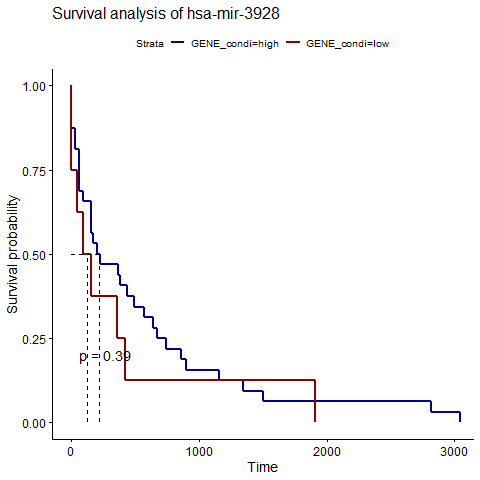 Survival analysis of hsa-mir-3928
Strata GENE_condi=high GENE_condi=low
1.00
0.75
0.50
0.25
0.00
Survival probability
p = 0.39
0 1000 2000 3000
Time